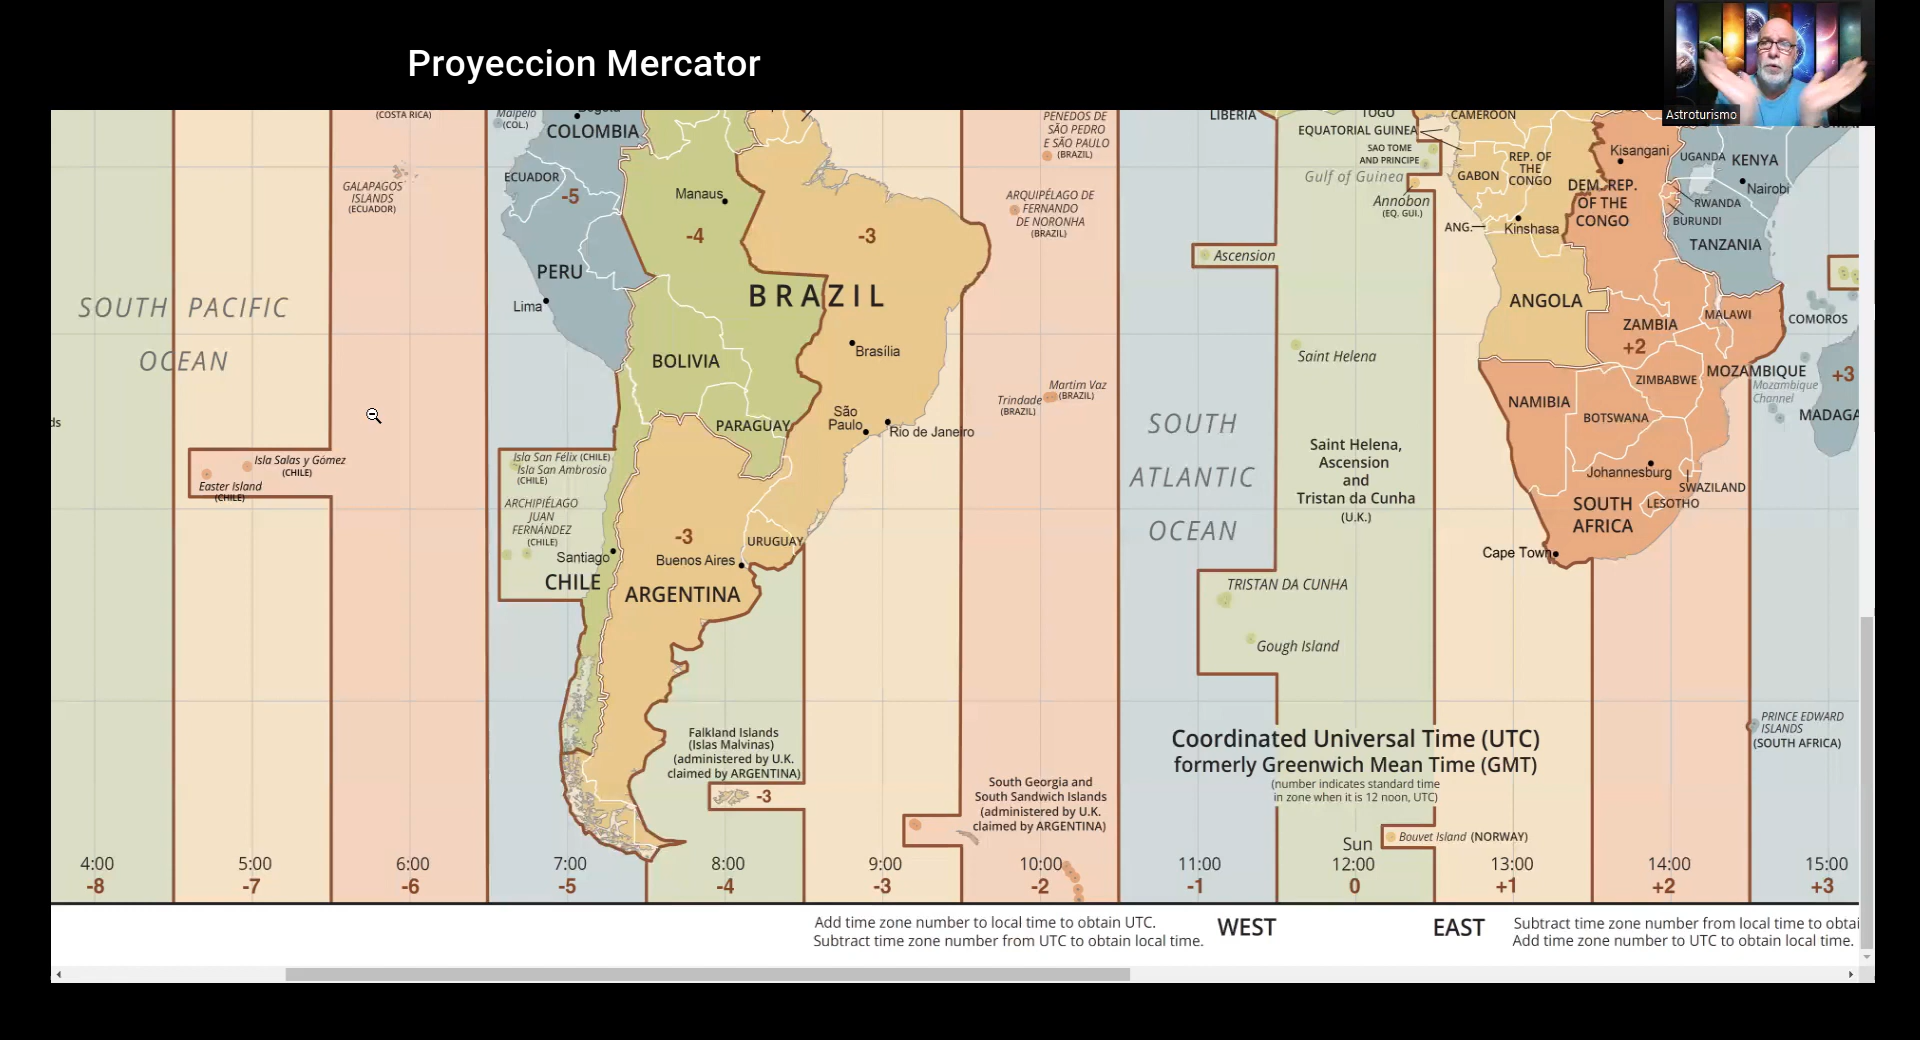 Proyeccion Mercator
Astroturismo
(COSTA RICA)
Malpelo
(COL.)
COLOMBIA
PENEDOS DE
SÃO PEDRO
E SÃO PAULO
(BRAZIL)
LIBERIA
TOGO
CAMEROON
EQUATORIAL GUINEA
SAO TOME
AND PRINCIPE
Gulf of Guinea
GABON
REP. OF
THE
CONGO
Kisangani
UGANDA
KENYA
Nairobi
ECUADOR
-5
GALAPAGOS
ISLANDS
(ECUADOR)
Manaus
-4
-3
ARQUIPÉLAGO DE
FERNANDO
DE NORONHA
(BRAZIL)
Annobon
(EQ. GUI.)
ANG.
Kinshasa
DEM. REP.
OF THE
CONGO
RWANDA
BURUNDI
TANZANIA
PERU
Lima
BRAZIL
Brasília
Ascension
ANGOLA
ZAMBIA
+2
MALAWI
COMOROS
SOUTH PACIFIC
OCEAN
BOLIVIA
Saint Helena
MOZAMBIQUE
Mozambique
Channel
+3
ZIMBABWE
MADAGA
ds
Martim Vaz
(BRAZIL)
Trindade
(BRAZIL)
NAMIBIA
BOTSWANA
PARAGUAY
São
Paulo
Rio de Janeiro
SOUTH
ATLANTIC
OCEAN
Saint Helena,
Ascension
and
Tristan da Cunha
(U.K.)
Isla Salas y Gómez
(CHILE)
Easter Island
(CHILE)
Isla San Félix (CHILE)
Isla San Ambrosio
(CHILE)
ARCHIPIÉLAGO
JUAN
FERNÁNDEZ
(CHILE)
Johannesburg
SWAZILAND
LESOTHO
SOUTH
AFRICA
Cape Town
-3
URUGUAY
Santiago
Buenos Aires
CHILE
ARGENTINA
TRISTAN DA CUNHA
Gough Island
Falkland Islands
(Islas Malvinas)
(administered by U.K.
claimed by ARGENTINA)
-3
South Georgia and
South Sandwich Islands
(administered by U.K.
claimed by ARGENTINA)
PRINCE EDWARD
ISLANDS
(SOUTH AFRICA)
Coordinated Universal Time (UTC)
formerly Greenwich Mean Time (GMT)
(number indicates standard time
in zone when it is 12 noon, UTC)
Sun
Bouvet Island (NORWAY)
4:00 5:00 6:00 7:00 8:00 9:00 10:00 11:00 12:00 13:00 14:00 15:00
-8 -7 -6 -5 -4 -3 -2 -1 0 +1 +2 +3
Add time zone number to local time to obtain UTC.
Subtract time zone number from UTC to obtain local time.
WEST
EAST
Subtract time zone number from local time to obtai
Add time zone number to UTC to obtain local time.